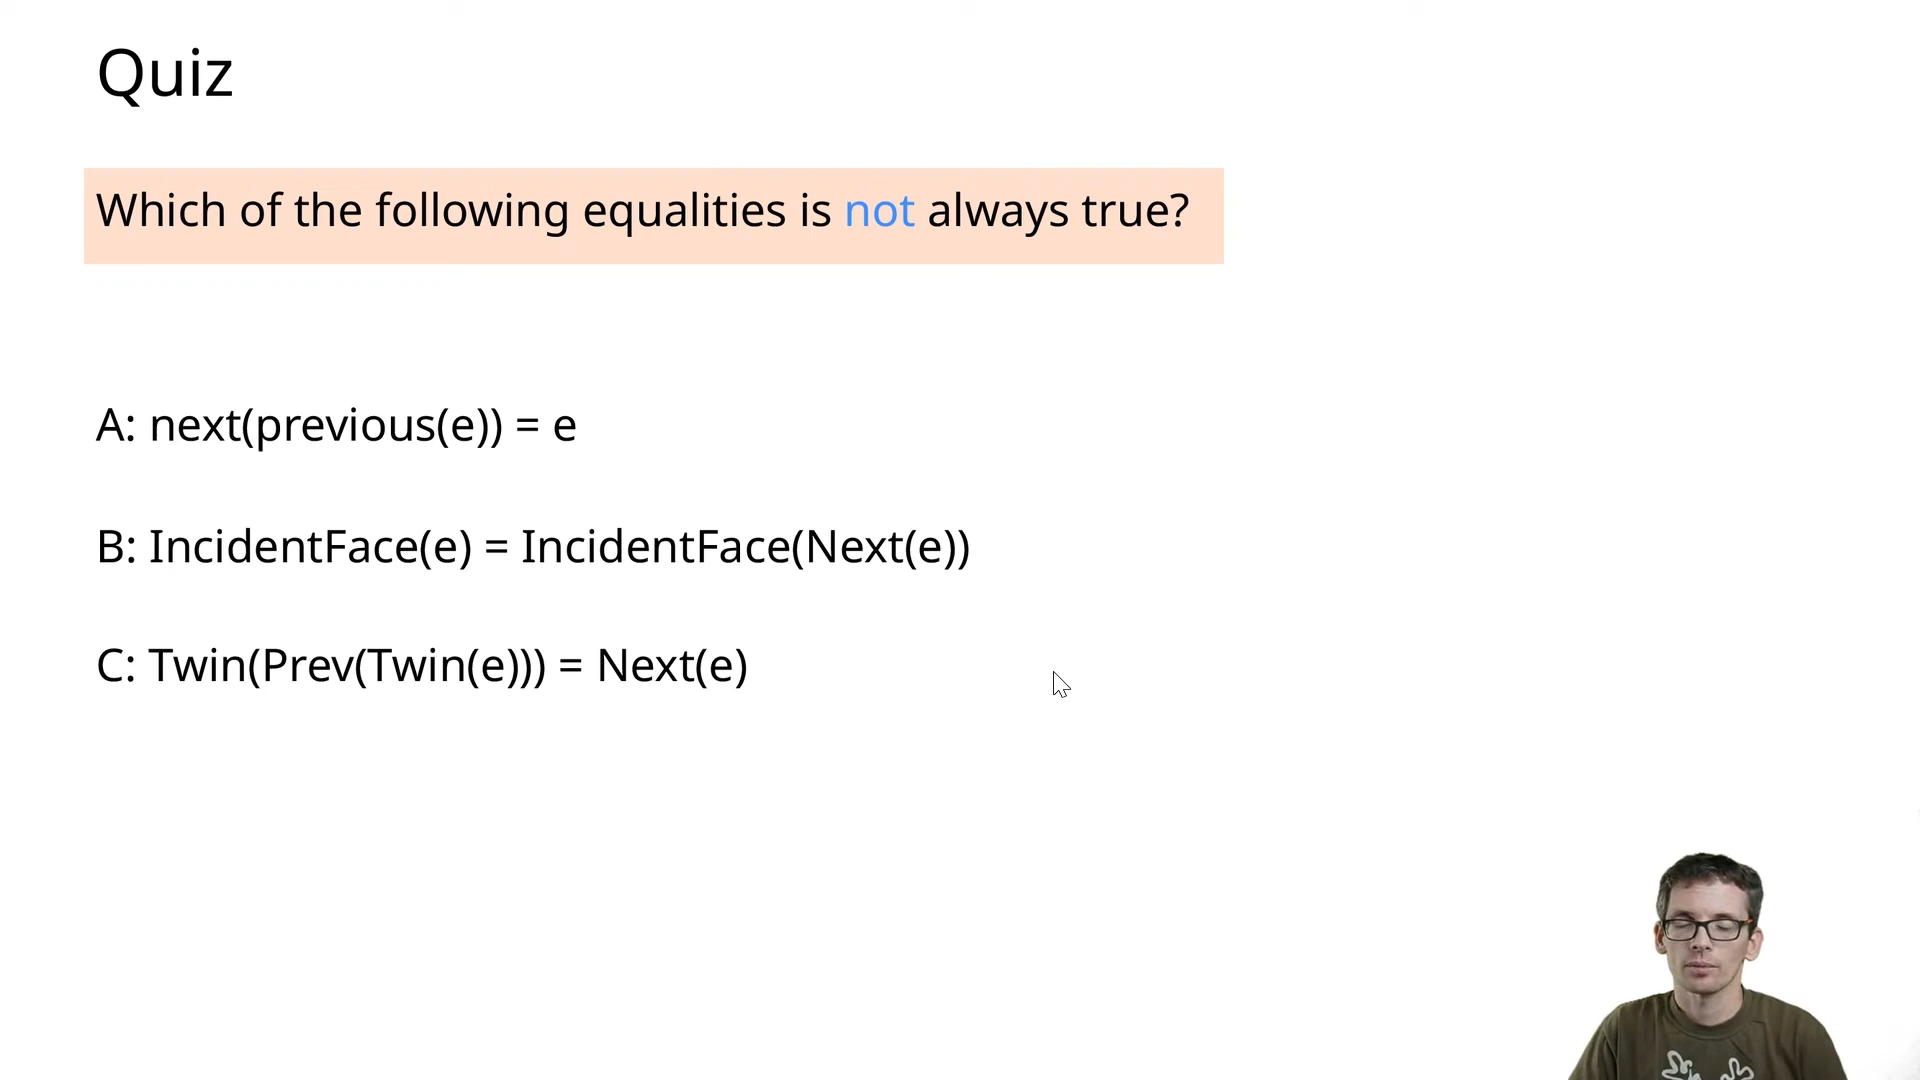 Quiz
Which of the following equalities is not always true?
A: next(previous(e)) = e
B: IncidentFace(e) = IncidentFace(Next(e))
C: Twin(Prev(Twin(e))) = Next(e)